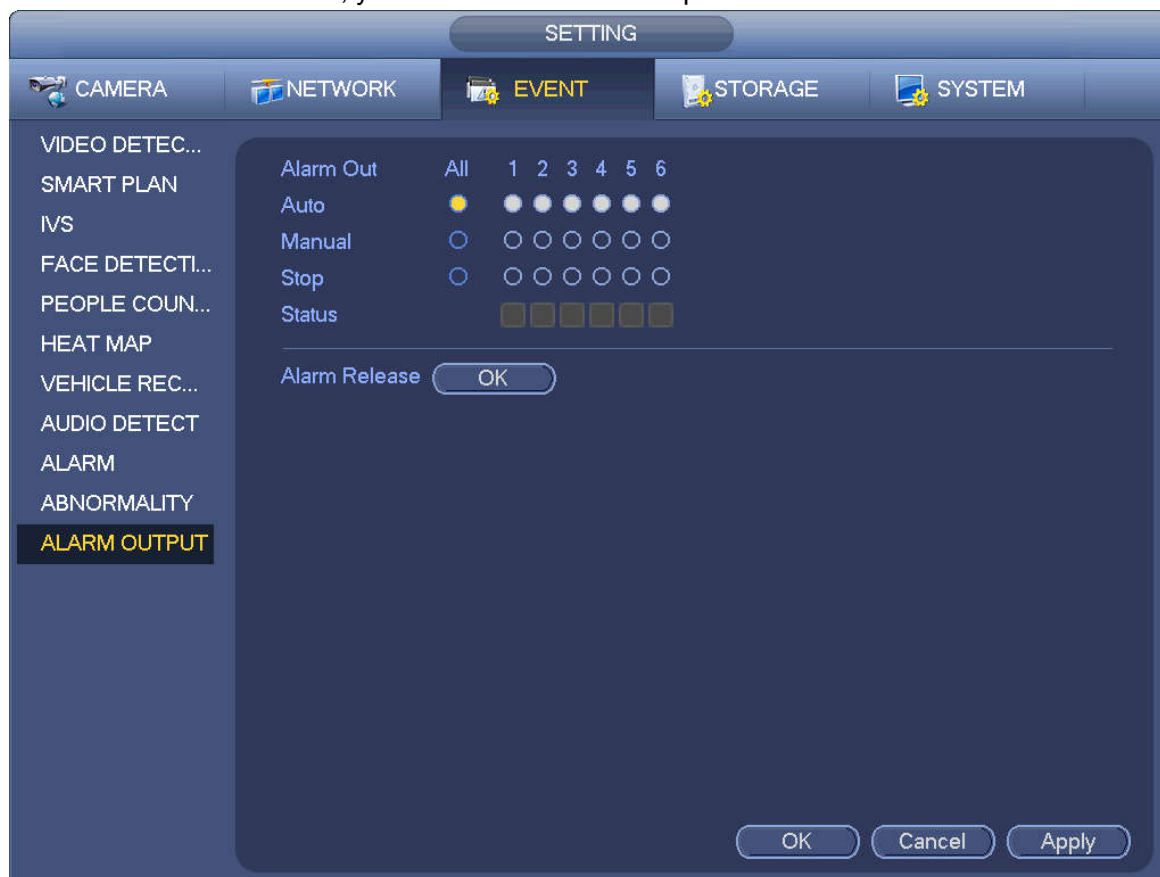 SETTING
CAMERA NETWORK EVENT STORAGE SYSTEM
VIDEO DETEC...
SMART PLAN
IVS
FACE DETECTI...
PEOPLE COUN...
HEAT MAP
VEHICLE REC...
AUDIO DETECT
ALARM
ABNORMALITY
ALARM OUTPUT
Alarm Out All 1 2 3 4 5 6
Auto
Manual
Stop
Status
Alarm Release OK
OK Cancel Apply